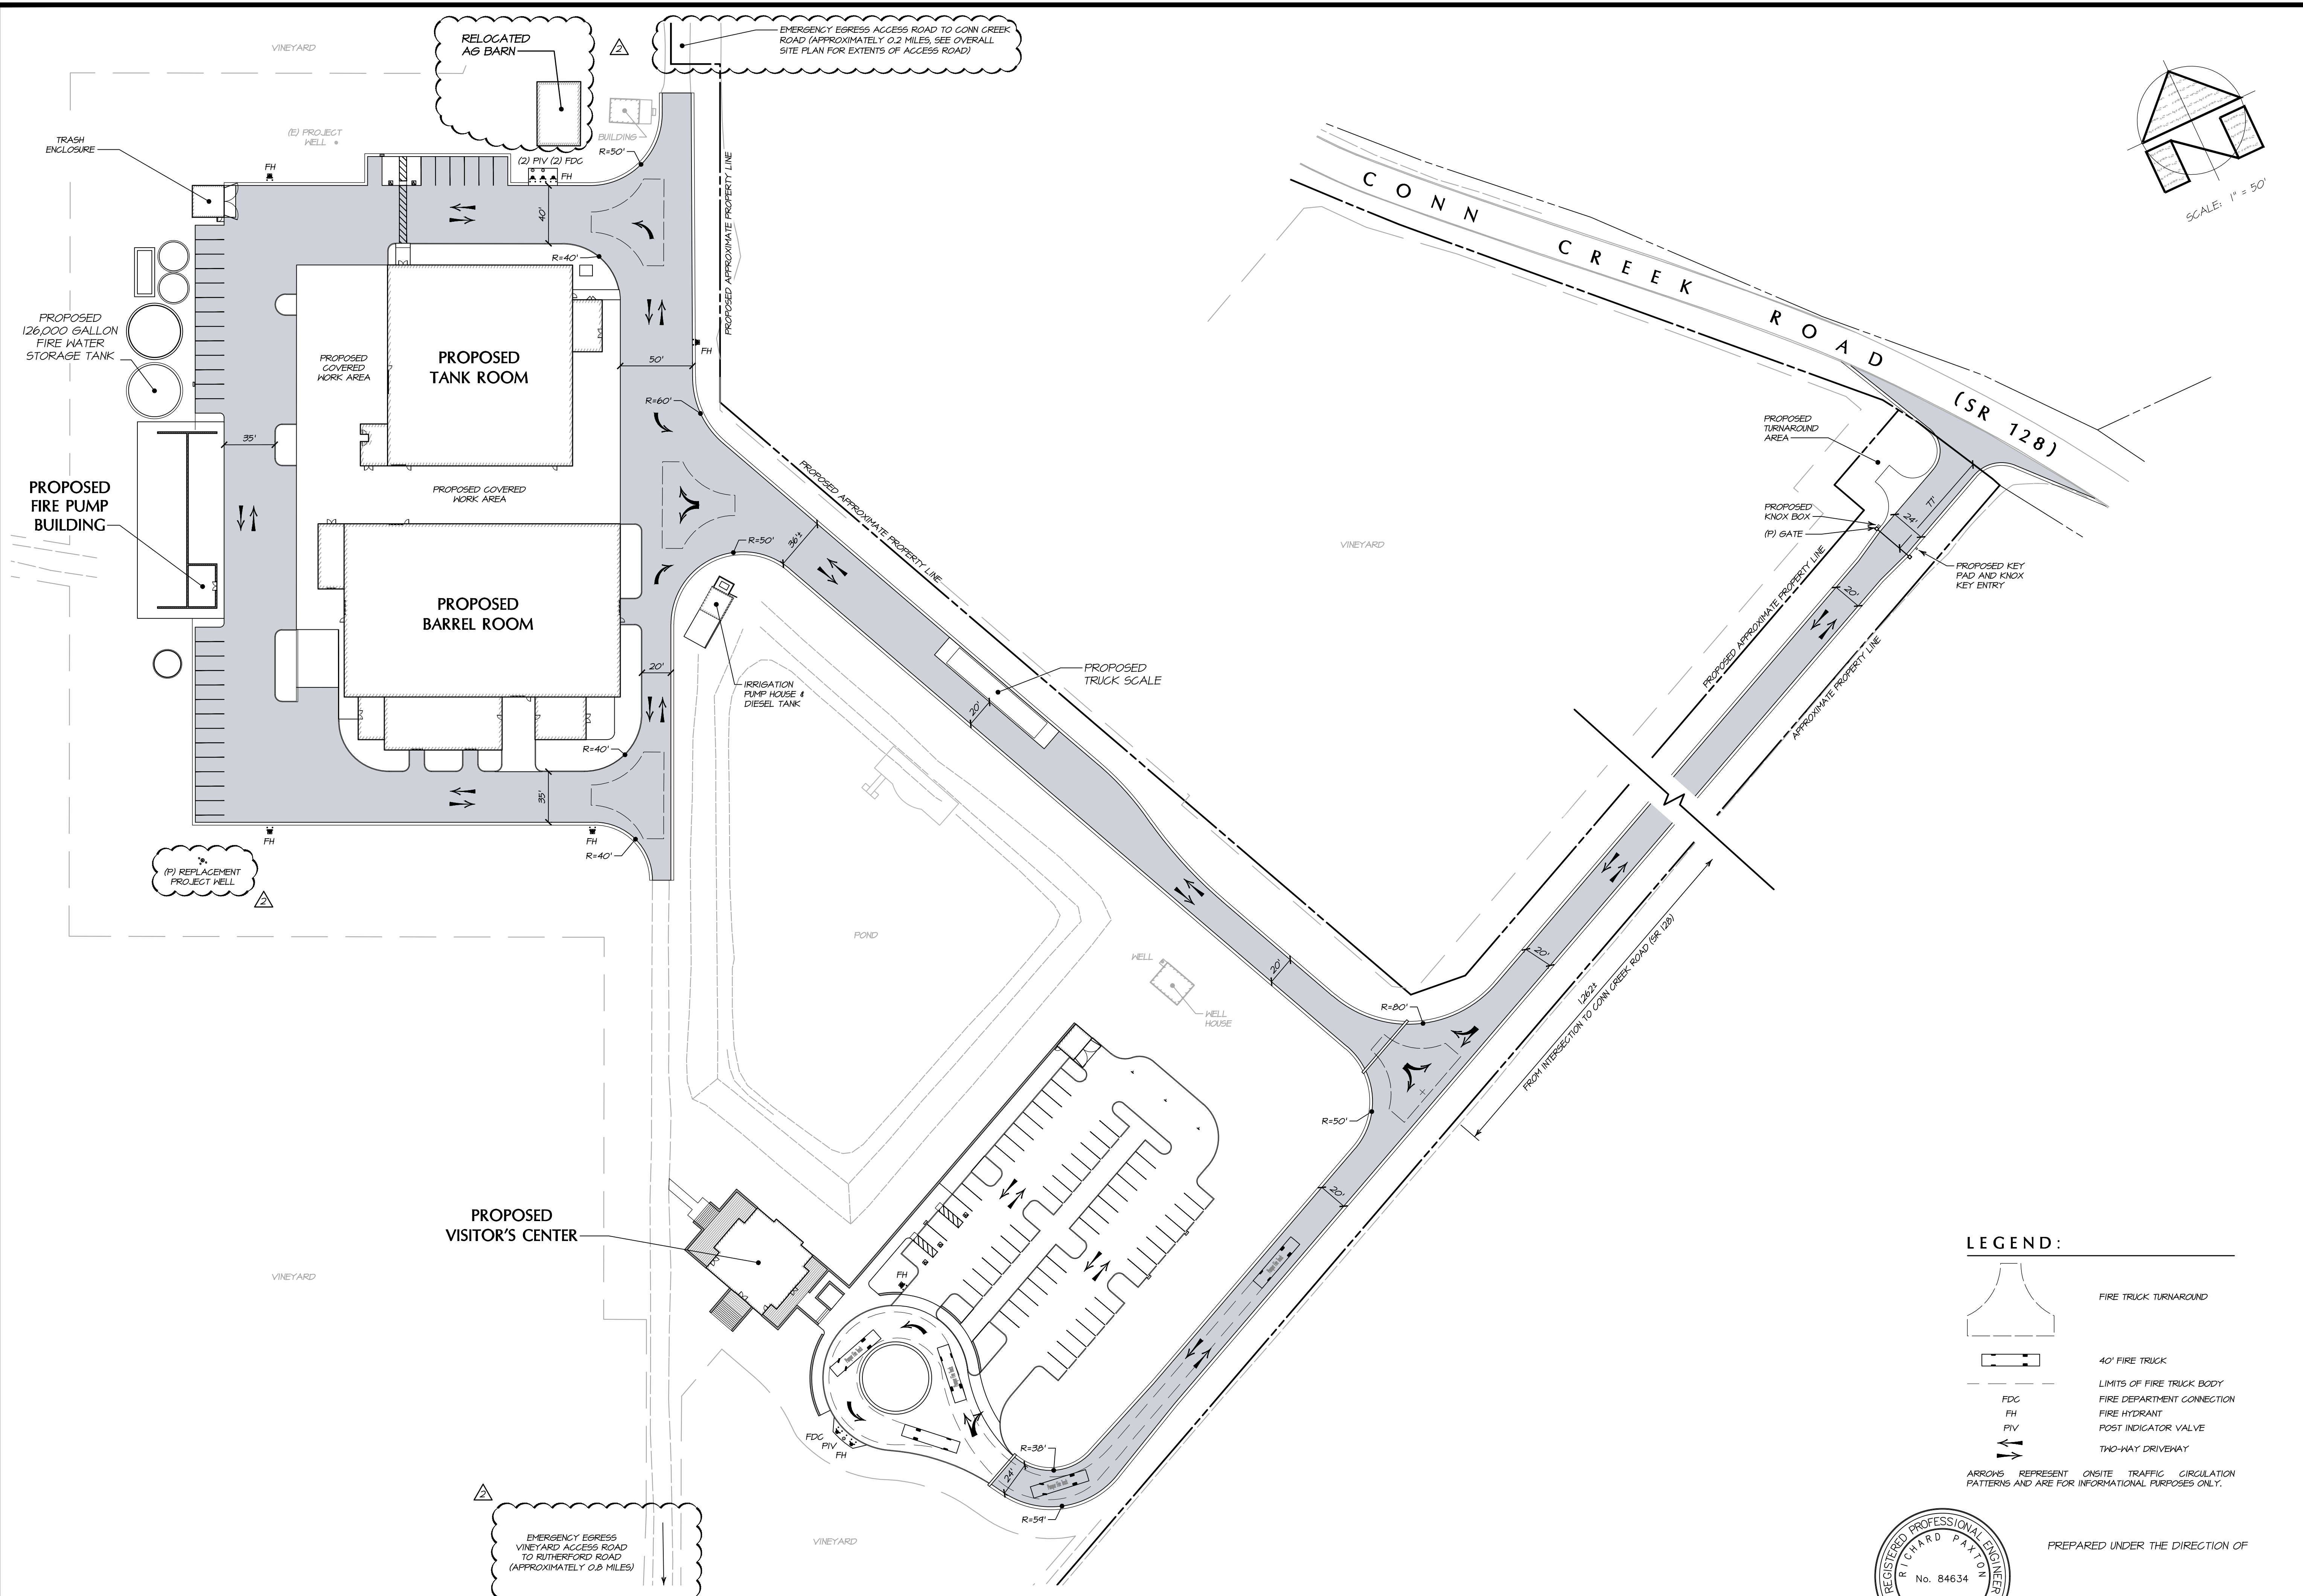 VINEYARD
RELOCATED
AG BARN
2
EMERGENCY EGRESS ACCESS ROAD TO CONN CREEK
ROAD (APPROXIMATELY 0.2 MILES, SEE OVERALL
SITE PLAN FOR EXTENTS OF ACCESS ROAD)
SCALE: 1" = 50'
TRASH
ENCLOSURE
(E) PROJECT
WELL
BUILDING
R=50'
FH
(2) PIV (2) FDC
FH
40'
R=40'
PROPOSED APPROXIMATE PROPERTY LINE
CONN CREEK ROAD (SR 128)
PROPOSED
126,000 GALLON
FIRE WATER
STORAGE TANK
PROPOSED
COVERED
WORK AREA
PROPOSED
TANK ROOM
50'
FH
R=60'
35'
PROPOSED APPROXIMATE PROPERTY LINE
PROPOSED
TURNAROUND
AREA
77'
24'
PROPOSED
KNOX BOX
(P) GATE
PROPOSED KEY
PAD AND KNOX
KEY ENTRY
20'
PROPOSED
FIRE PUMP
BUILDING
PROPOSED COVERED
WORK AREA
R=50'
36'±
VINEYARD
PROPOSED
BARREL ROOM
20'
IRRIGATION
PUMP HOUSE &
DIESEL TANK
PROPOSED
TRUCK SCALE
20'
PROPOSED APPROXIMATE PROPERTY LINE
APPROXIMATE PROPERTY LINE
R=40'
35'
FH
FH
R=40'
(P) REPLACEMENT
PROJECT WELL
2
POND
WELL
WELL
HOUSE
20'
20'
R=80'
1262±
FROM INTERSECTION TO CONN CREEK ROAD (SR 128)
R=50'
20'
PROPOSED
VISITOR'S CENTER
VINEYARD
FH
FDC
PIV
FH
R=38'
24'
R=59'
2
EMERGENCY EGRESS
VINEYARD ACCESS ROAD
TO RUTHERFORD ROAD
(APPROXIMATELY 0.8 MILES)
VINEYARD
LEGEND:
FIRE TRUCK TURNAROUND
40' FIRE TRUCK
LIMITS OF FIRE TRUCK BODY
FDC FIRE DEPARTMENT CONNECTION
FH FIRE HYDRANT
PIV POST INDICATOR VALVE
TWO-WAY DRIVEWAY
ARROWS REPRESENT ONSITE TRAFFIC CIRCULATION
PATTERNS AND ARE FOR INFORMATIONAL PURPOSES ONLY.
REGISTERED PROFESSIONAL ENGINEER
RICHARD PAXTON
No. 84634
PREPARED UNDER THE DIRECTION OF